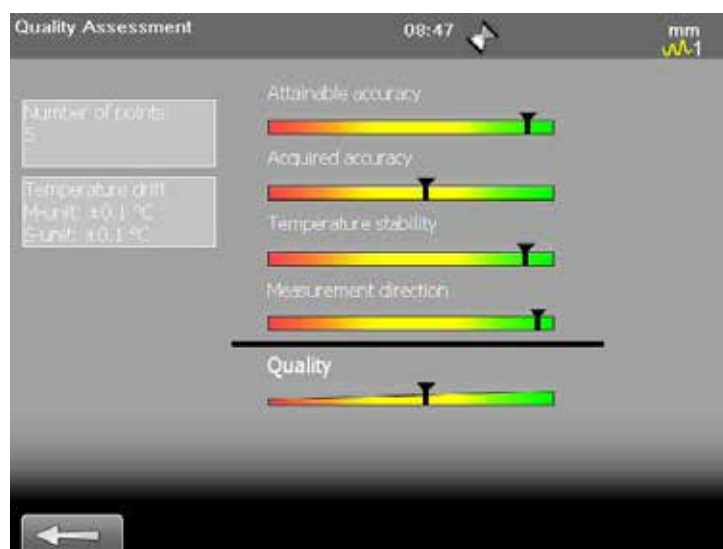 Quality Assessment
08:47
mm
1
Number of points:
5
Temperature drift
M-unit: ±0.1 °C
S-unit: ±0.1 °C
Attainable accuracy
Acquired accuracy
Temperature stability
Measurement direction
Quality